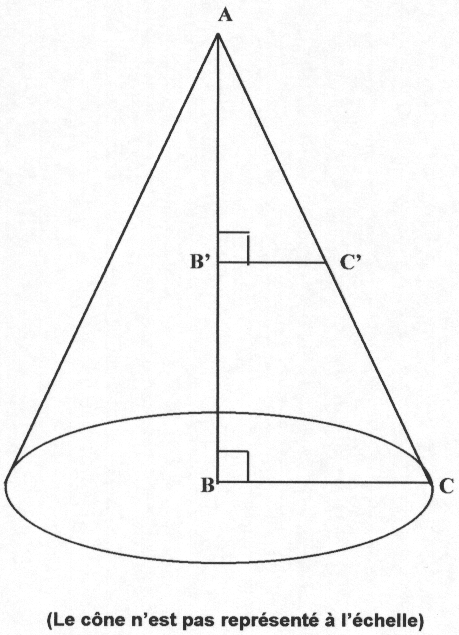 A
B’ C’
B C
(Le cône n’est pas représenté à l’échelle)